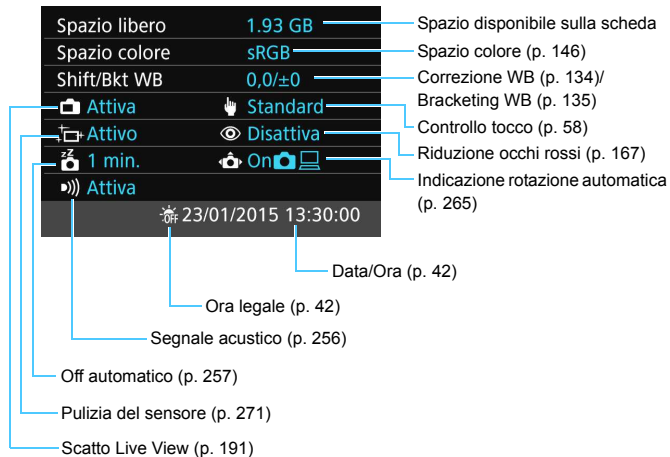 Spazio libero 1.93 GB
Spazio colore sRGB
Shift/Bkt WB 0,0/±0
Attiva Standard
Attivo Disattiva
zZ 1 min. On
Attiva
OFF 23/01/2015 13:30:00
Spazio disponibile sulla scheda
Spazio colore (p. 146)
Correzione WB (p. 134)/
Bracketing WB (p. 135)
Controllo tocco (p. 58)
Riduzione occhi rossi (p. 167)
Indicazione rotazione automatica
(p. 265)
Data/Ora (p. 42)
Ora legale (p. 42)
Segnale acustico (p. 256)
Off automatico (p. 257)
Pulizia del sensore (p. 271)
Scatto Live View (p. 191)